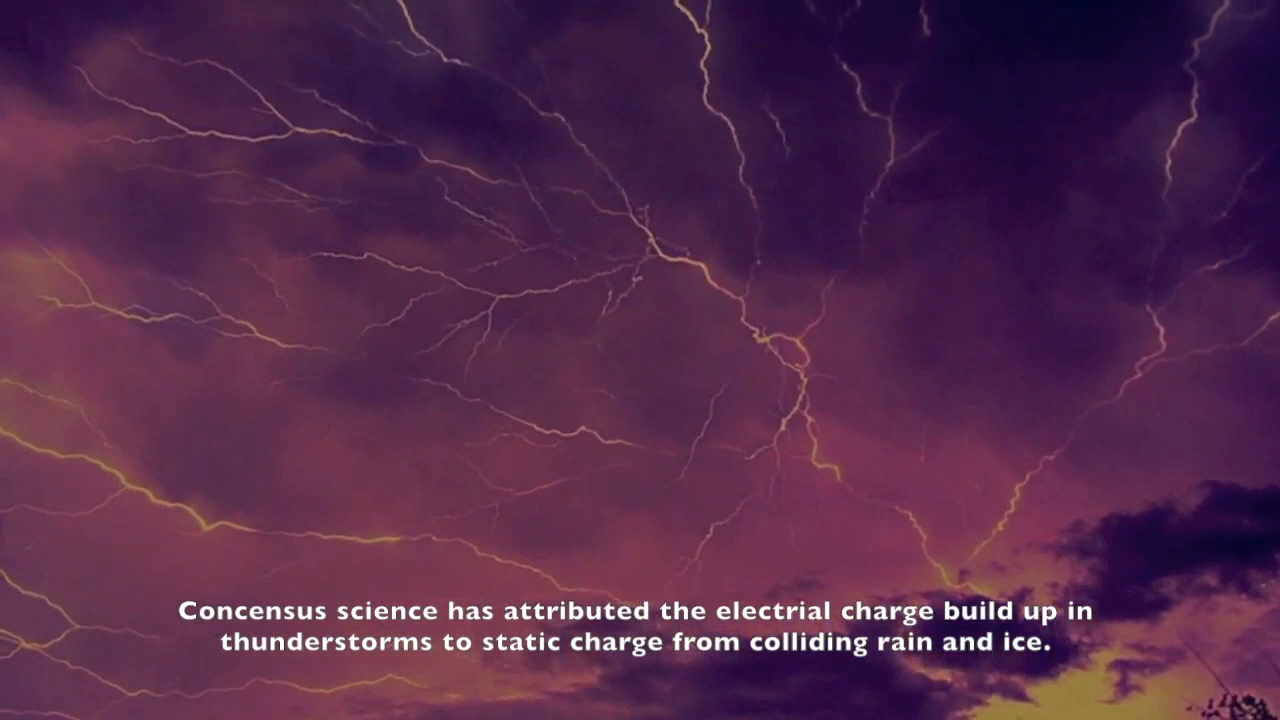 Concensus science has attributed the electrial charge build up in
thunderstorms to static charge from colliding rain and ice.